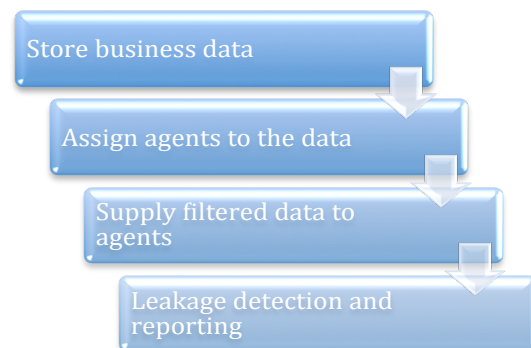 Store business data
Assign agents to the data
Supply filtered data to
agents
Leakage detection and
reporting